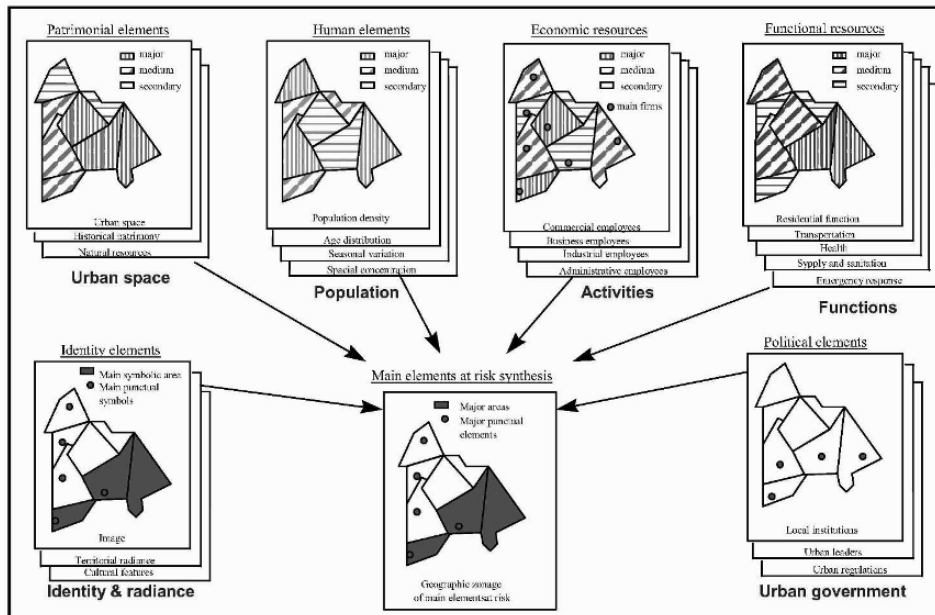 Patrimonial elements
major
medium
secondary
Urban space
Historical patrimony
Natural resources
Urban space
Human elements
major
medium
secondary
Population density
Age distribution
Seasonal variation
Spacial concentration
Population
Economic resources
major
medium
secondary
main firms
Commercial employees
Business employees
Industrial employees
Administrative employees
Activities
Functional resources
major
medium
secondary
Residential function
Transportation
Health
Sypply and sanitation
Emergency response
Functions
Identity elements
Main symbolic area
Main punctual
symbols
Image
Territorial radiance
Cultural features
Identity & radiance
Main elements at risk synthesis
Major areas
Major punctual
elements
Geographic zonage
of main elementsat risk
Political elements
Local institutions
Urban leaders
Urban regulations
Urban government